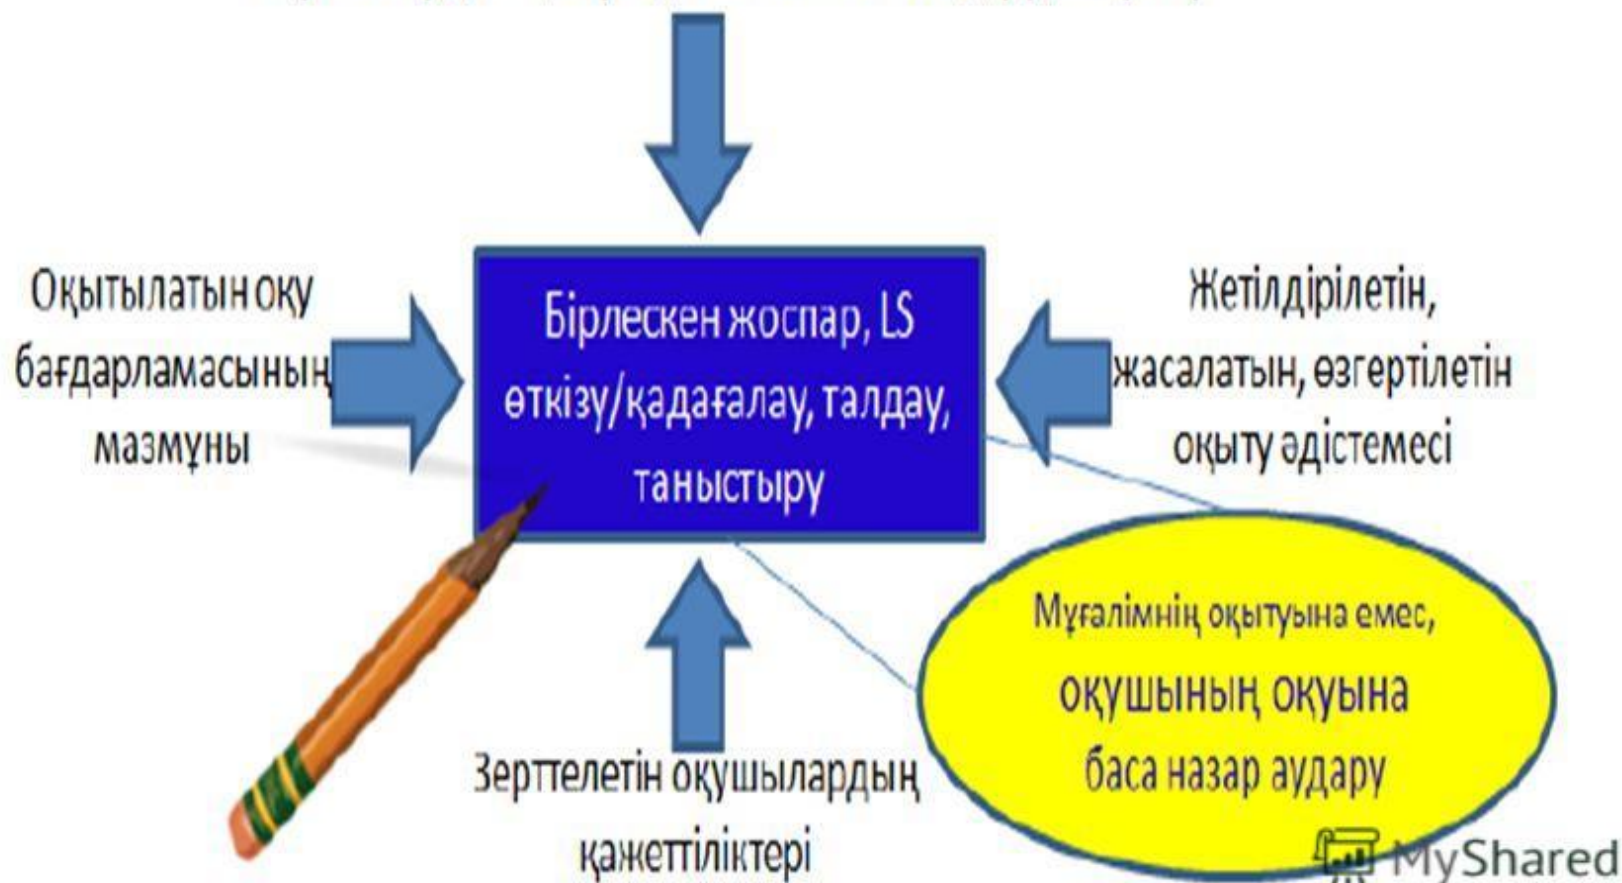 Оқытылатын оқу
бағдарламасының
мазмұны
Бірлескен жоспар, LS
өткізу/қадағалау, талдау,
таныстыру
Жетілдірілетін,
жасалатын, өзгертілетін
оқыту әдістемесі
Мұғалімнің оқытуына емес,
оқушының оқуына
баса назар аудару
Зерттелетін оқушылардың
қажеттіліктері
MyShared